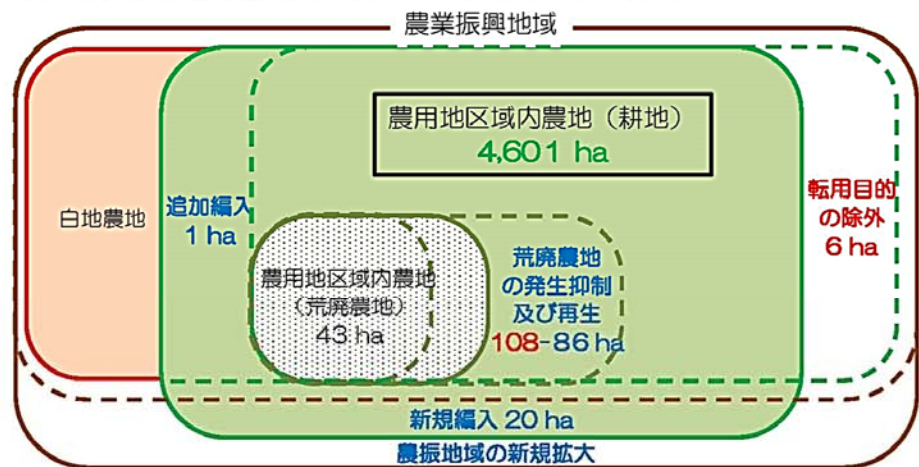 農業振興地域
農用地区域内農地（耕地）
4,601 ha
白地農地
追加編入
1 ha
農用地区域内農地
（荒廃農地）
43 ha
荒廃農地
の発生抑制
及び再生
108-86 ha
転用目的
の除外
6 ha
新規編入 20 ha
農振地域の新規拡大